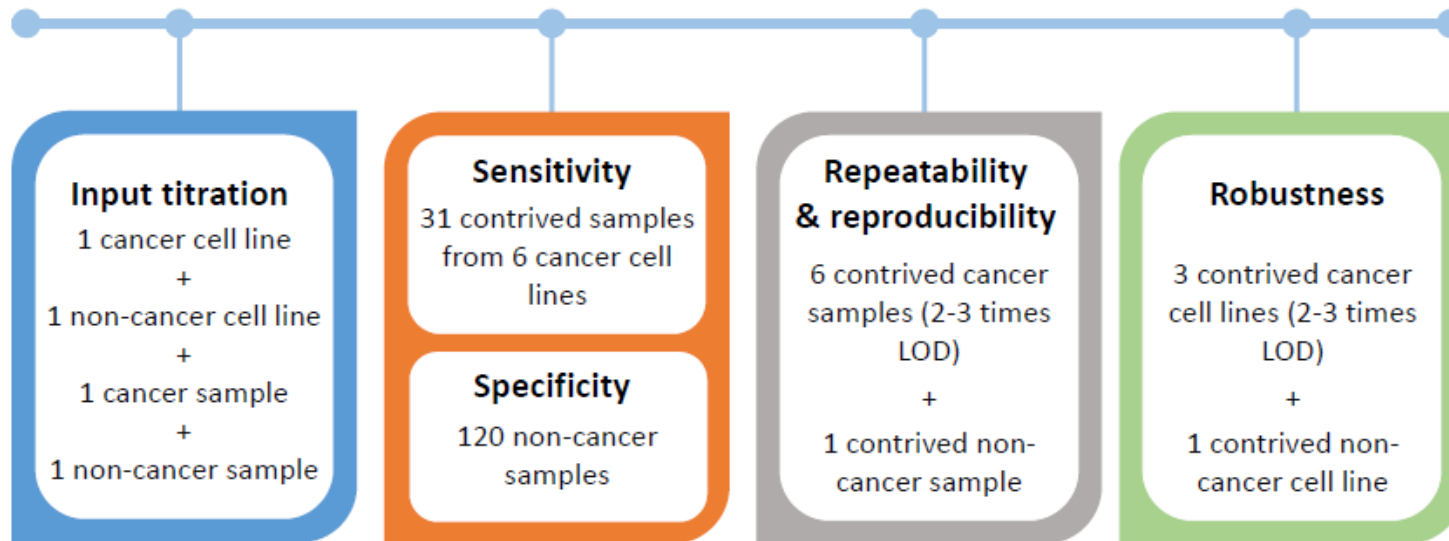 Input titration
1 cancer cell line
+
1 non-cancer cell line
+
1 cancer sample
+
1 non-cancer sample
Sensitivity
31 contrived samples
from 6 cancer cell
lines
Specificity
120 non-cancer
samples
Repeatability
& reproducibility
6 contrived cancer
samples (2-3 times
LOD)
+
1 contrived non-
cancer sample
Robustness
3 contrived cancer
cell lines (2-3 times
LOD)
+
1 contrived non-
cancer cell line